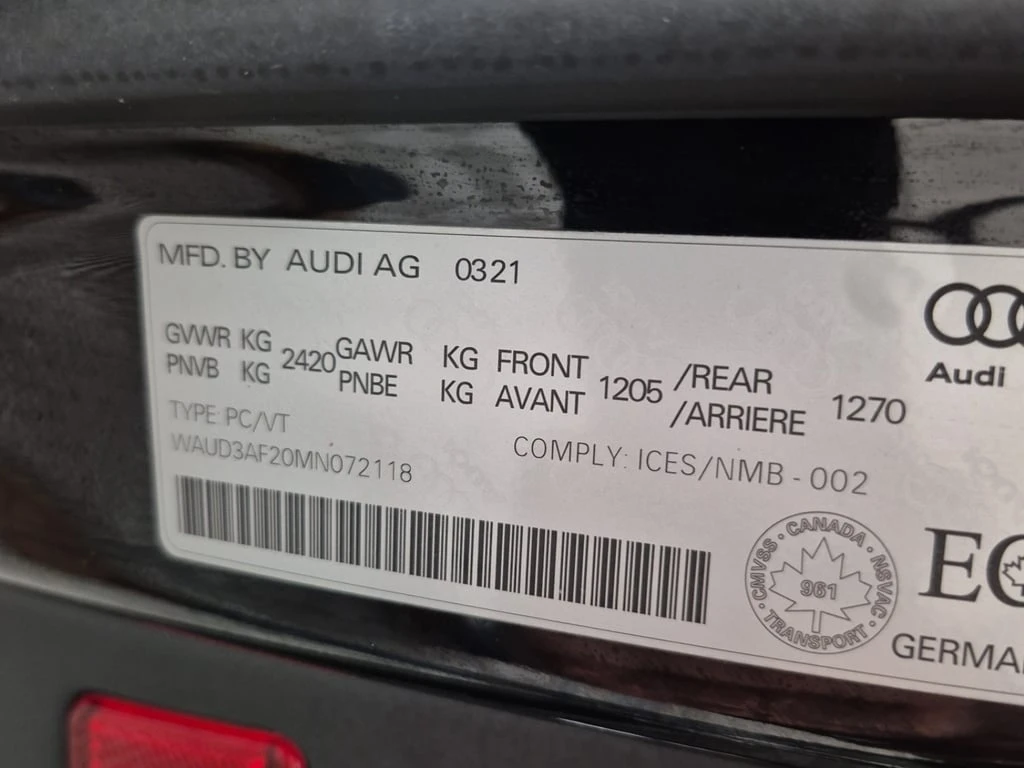 MFD. BY AUDI AG 0321
GVWR KG 2420 GAWR KG FRONT 1205 /REAR 1270
PNVB KG PNBE KG AVANT /ARRIERE
TYPE: PC/VT
WAUD3AF20MN072118
COMPLY: ICES/NMB - 002
Audi
CANADA · NSVAC · TRANSPORT · CMVSS ·
961
E
GERMA